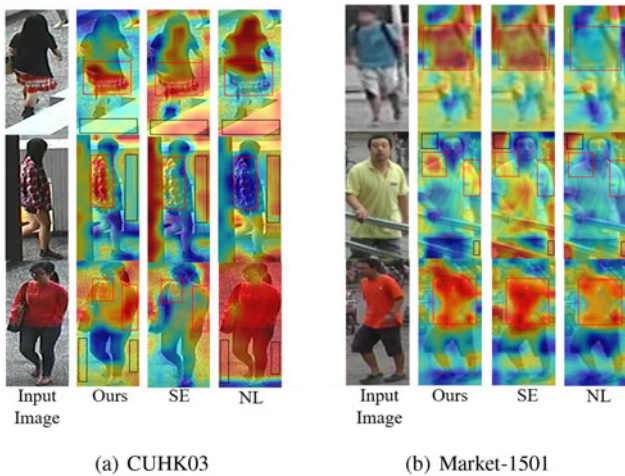 Input Ours SE NL
Image
Input Ours SE NL
Image
(a) CUHK03
(b) Market-1501